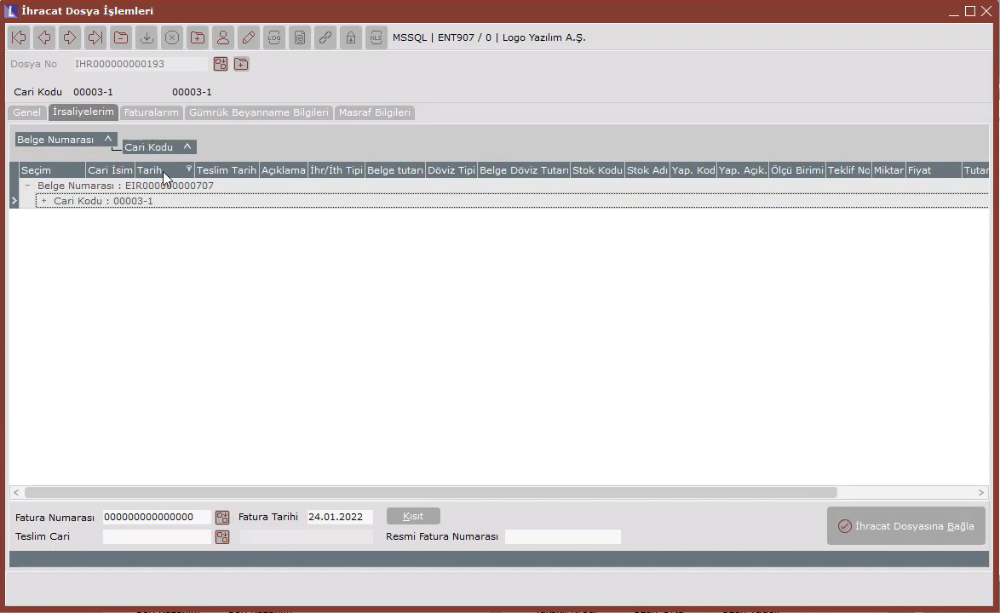 İhracat Dosya İşlemleri
LOG XLS MSSQL | ENT907 / 0 | Logo Yazılım A.Ş.
Dosya No IHR000000000193
Cari Kodu 00003-1 00003-1
Genel İrsaliyelerim Faturalarım Gümrük Beyanname Bilgileri Masraf Bilgileri
Belge Numarası
Cari Kodu
Seçim Cari İsim Tarih Teslim Tarih Açıklama İhr/İth Tipi Belge tutarı Döviz Tipi Belge Döviz Tutarı Stok Kodu Stok Adı Yap. Kod Yap. Açık. Ölçü Birimi Teklif No Miktar Fiyat Tutar
Belge Numarası : EIR000000000707
Cari Kodu : 00003-1
Fatura Numarası 000000000000000 Fatura Tarihi 24.01.2022 Kısıt
Teslim Cari Resmi Fatura Numarası
İhracat Dosyasına Bağla